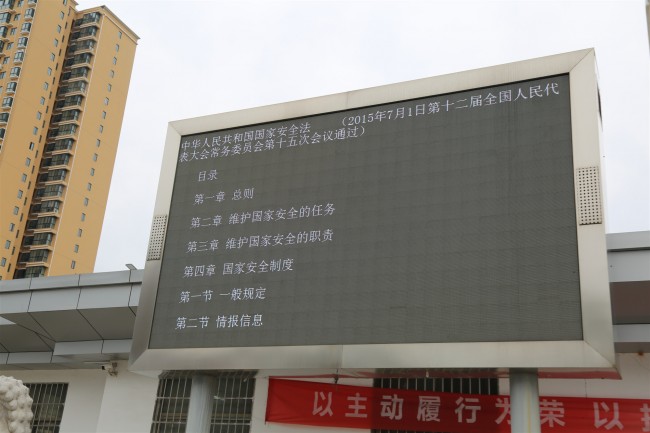 中华人民共和国国家安全法　　（2015年7月1日第十二届全国人民代
表大会常务委员会第十五次会议通过）
目录
第一章 总则
第二章 维护国家安全的任务
第三章 维护国家安全的职责
第四章 国家安全制度
第一节 一般规定
第二节 情报信息
以主动履行为荣 以